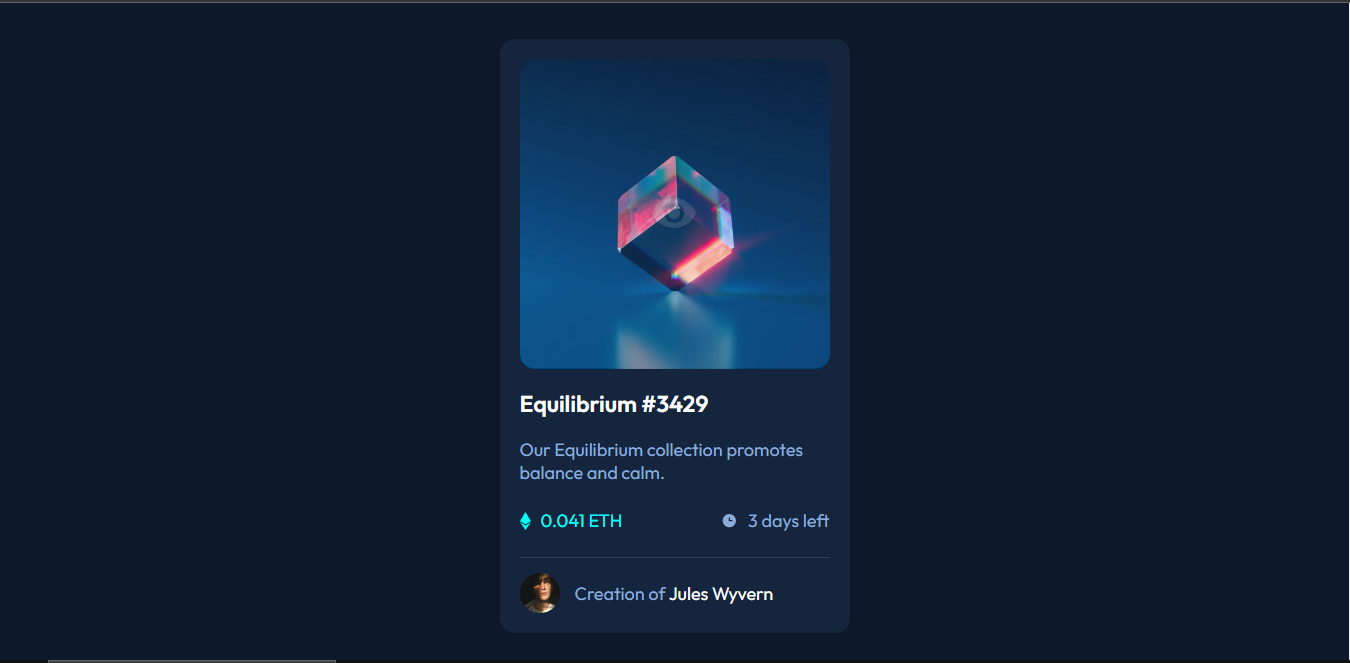 Equilibrium #3429
Our Equilibrium collection promotes
balance and calm.
0.041 ETH
3 days left
Creation of Jules Wyvern